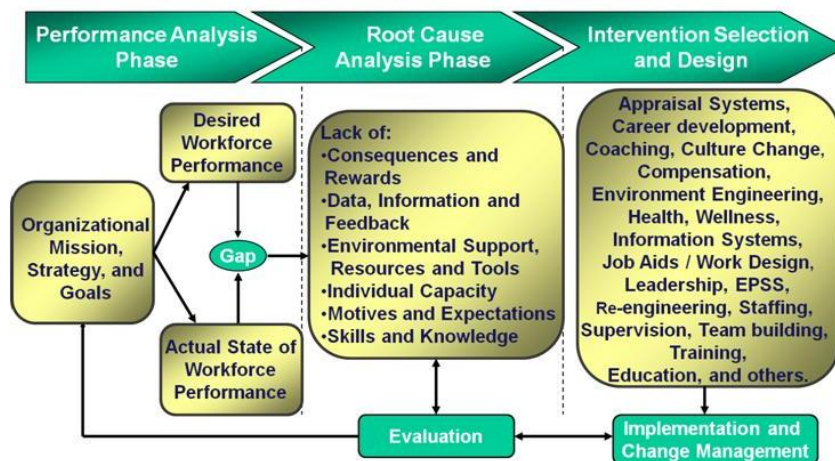 Performance Analysis
Phase
Root Cause
Analysis Phase
Intervention Selection
and Design
Organizational
Mission,
Strategy, and
Goals
Desired
Workforce
Performance
Gap
Actual State of
Workforce
Performance
Lack of:
•Consequences and
Rewards
•Data, Information and
Feedback
•Environmental Support,
Resources and Tools
•Individual Capacity
•Motives and Expectations
•Skills and Knowledge
Appraisal Systems,
Career development,
Coaching, Culture Change,
Compensation,
Environment Engineering,
Health, Wellness,
Information Systems,
Job Aids / Work Design,
Leadership, EPSS,
Re-engineering, Staffing,
Supervision, Team building,
Training,
Education, and others.
Evaluation
Implementation and
Change Management